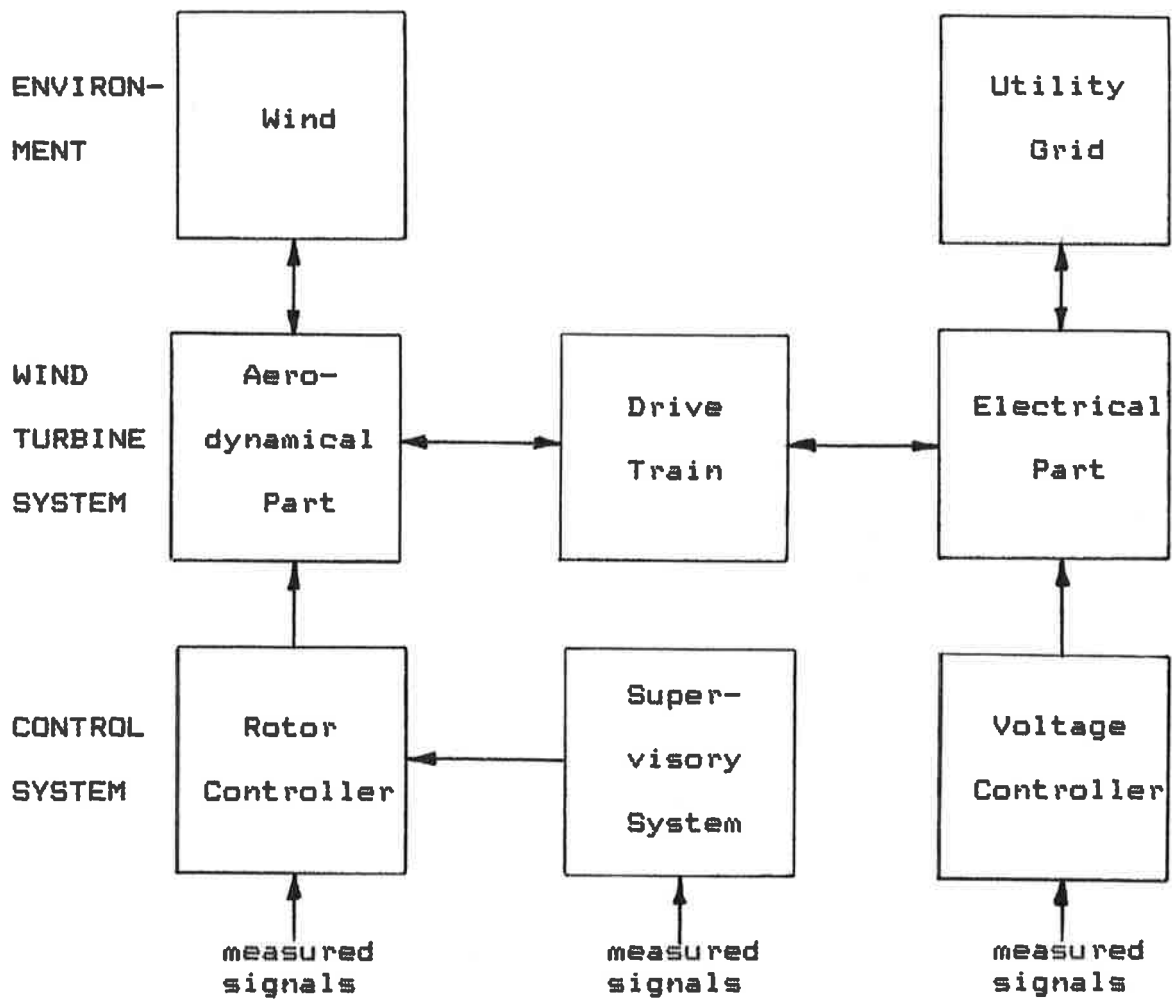 ENVIRON-
MENT
Wind
Utility
Grid
WIND
TURBINE
SYSTEM
Aero-
dynamical
Part
Drive
Train
Electrical
Part
CONTROL
SYSTEM
Rotor
Controller
Super-
visory
System
Voltage
Controller
measured
signals
measured
signals
measured
signals